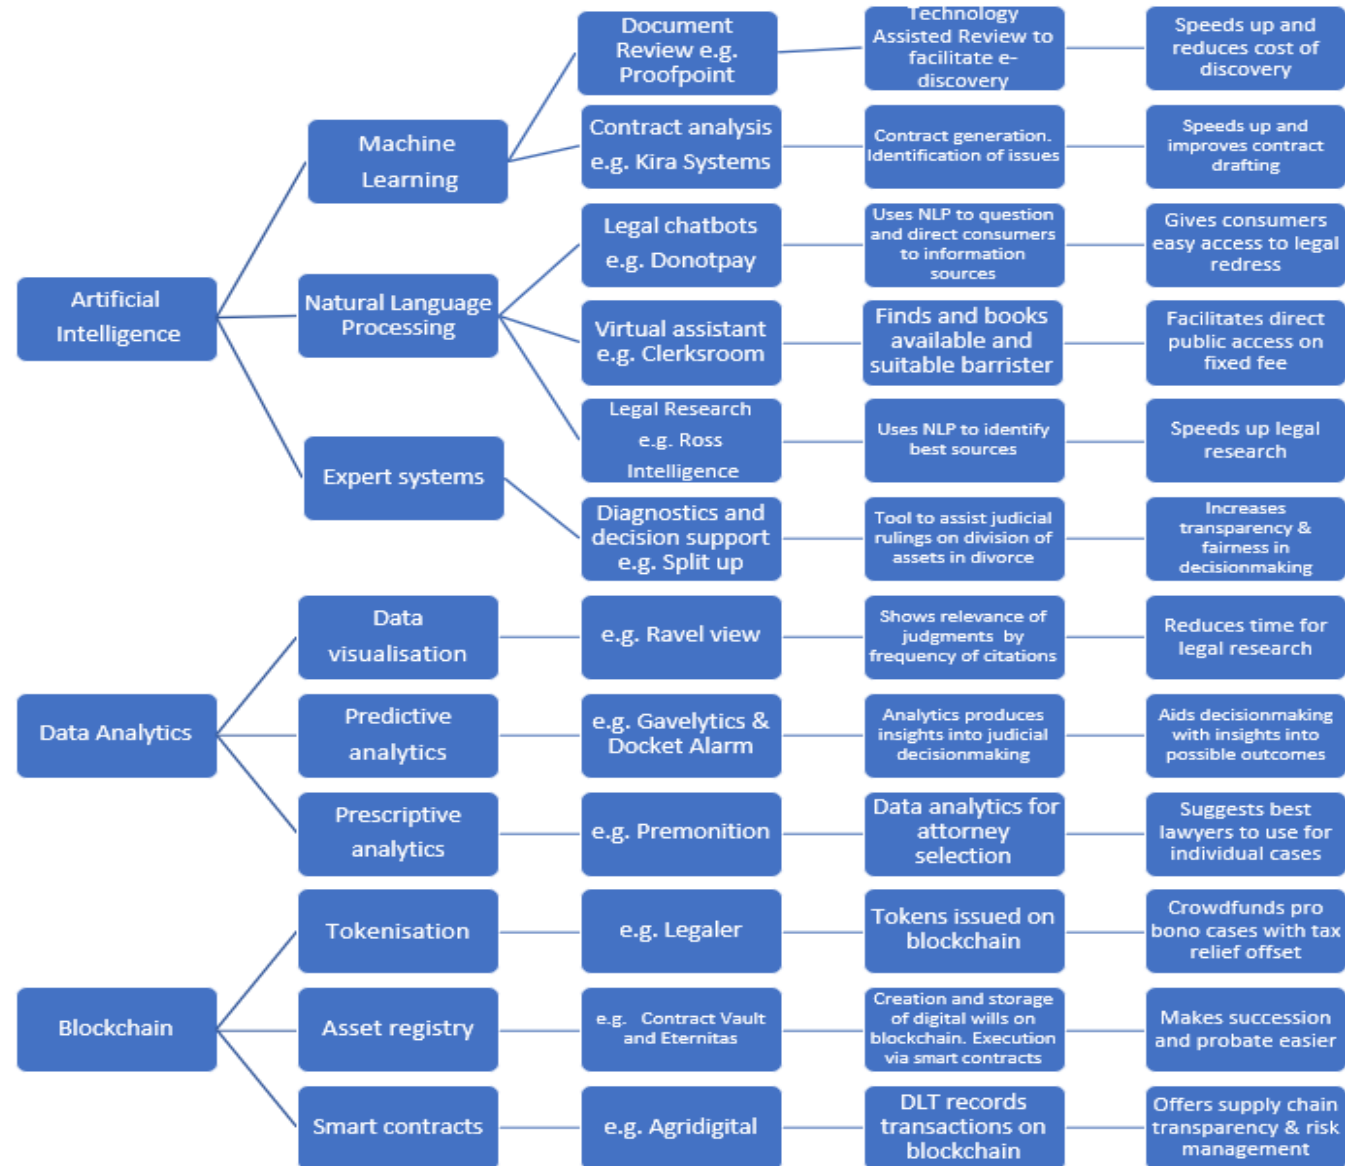 Document
Review e.g.
Proofpoint
Technology
Assisted Review to
facilitate e-
discovery
Speeds up and
reduces cost of
discovery
Machine
Learning
Contract analysis
e.g. Kira Systems
Contract generation.
Identification of issues
Speeds up and
improves contract
drafting
Legal chatbots
e.g. Donotpay
Uses NLP to question
and direct consumers
to information
sources
Gives consumers
easy access to legal
redress
Artificial
Intelligence
Natural Language
Processing
Virtual assistant
e.g. Clerksroom
Finds and books
available and
suitable barrister
Facilitates direct
public access on
fixed fee
Legal Research
e.g. Ross
Intelligence
Uses NLP to identify
best sources
Speeds up legal
research
Expert systems
Diagnostics and
decision support
e.g. Split up
Tool to assist judicial
rulings on division of
assets in divorce
Increases
transparency &
fairness in
decisionmaking
Data
visualisation
e.g. Ravel view
Shows relevance of
judgments by
frequency of citations
Reduces time for
legal research
Data Analytics
Predictive
analytics
e.g. Gavelytics &
Docket Alarm
Analytics produces
insights into judicial
decisionmaking
Aids decisionmaking
with insights into
possible outcomes
Prescriptive
analytics
e.g. Premonition
Data analytics for
attorney
selection
Suggests best
lawyers to use for
individual cases
Tokenisation
e.g. Legaler
Tokens issued on
blockchain
Crowdfunds pro
bono cases with tax
relief offset
Blockchain
Asset registry
e.g. Contract Vault
and Eternitas
Creation and storage
of digital wills on
blockchain. Execution
via smart contracts
Makes succession
and probate easier
Smart contracts
e.g. Agridigital
DLT records
transactions on
blockchain
Offers supply chain
transparency & risk
management